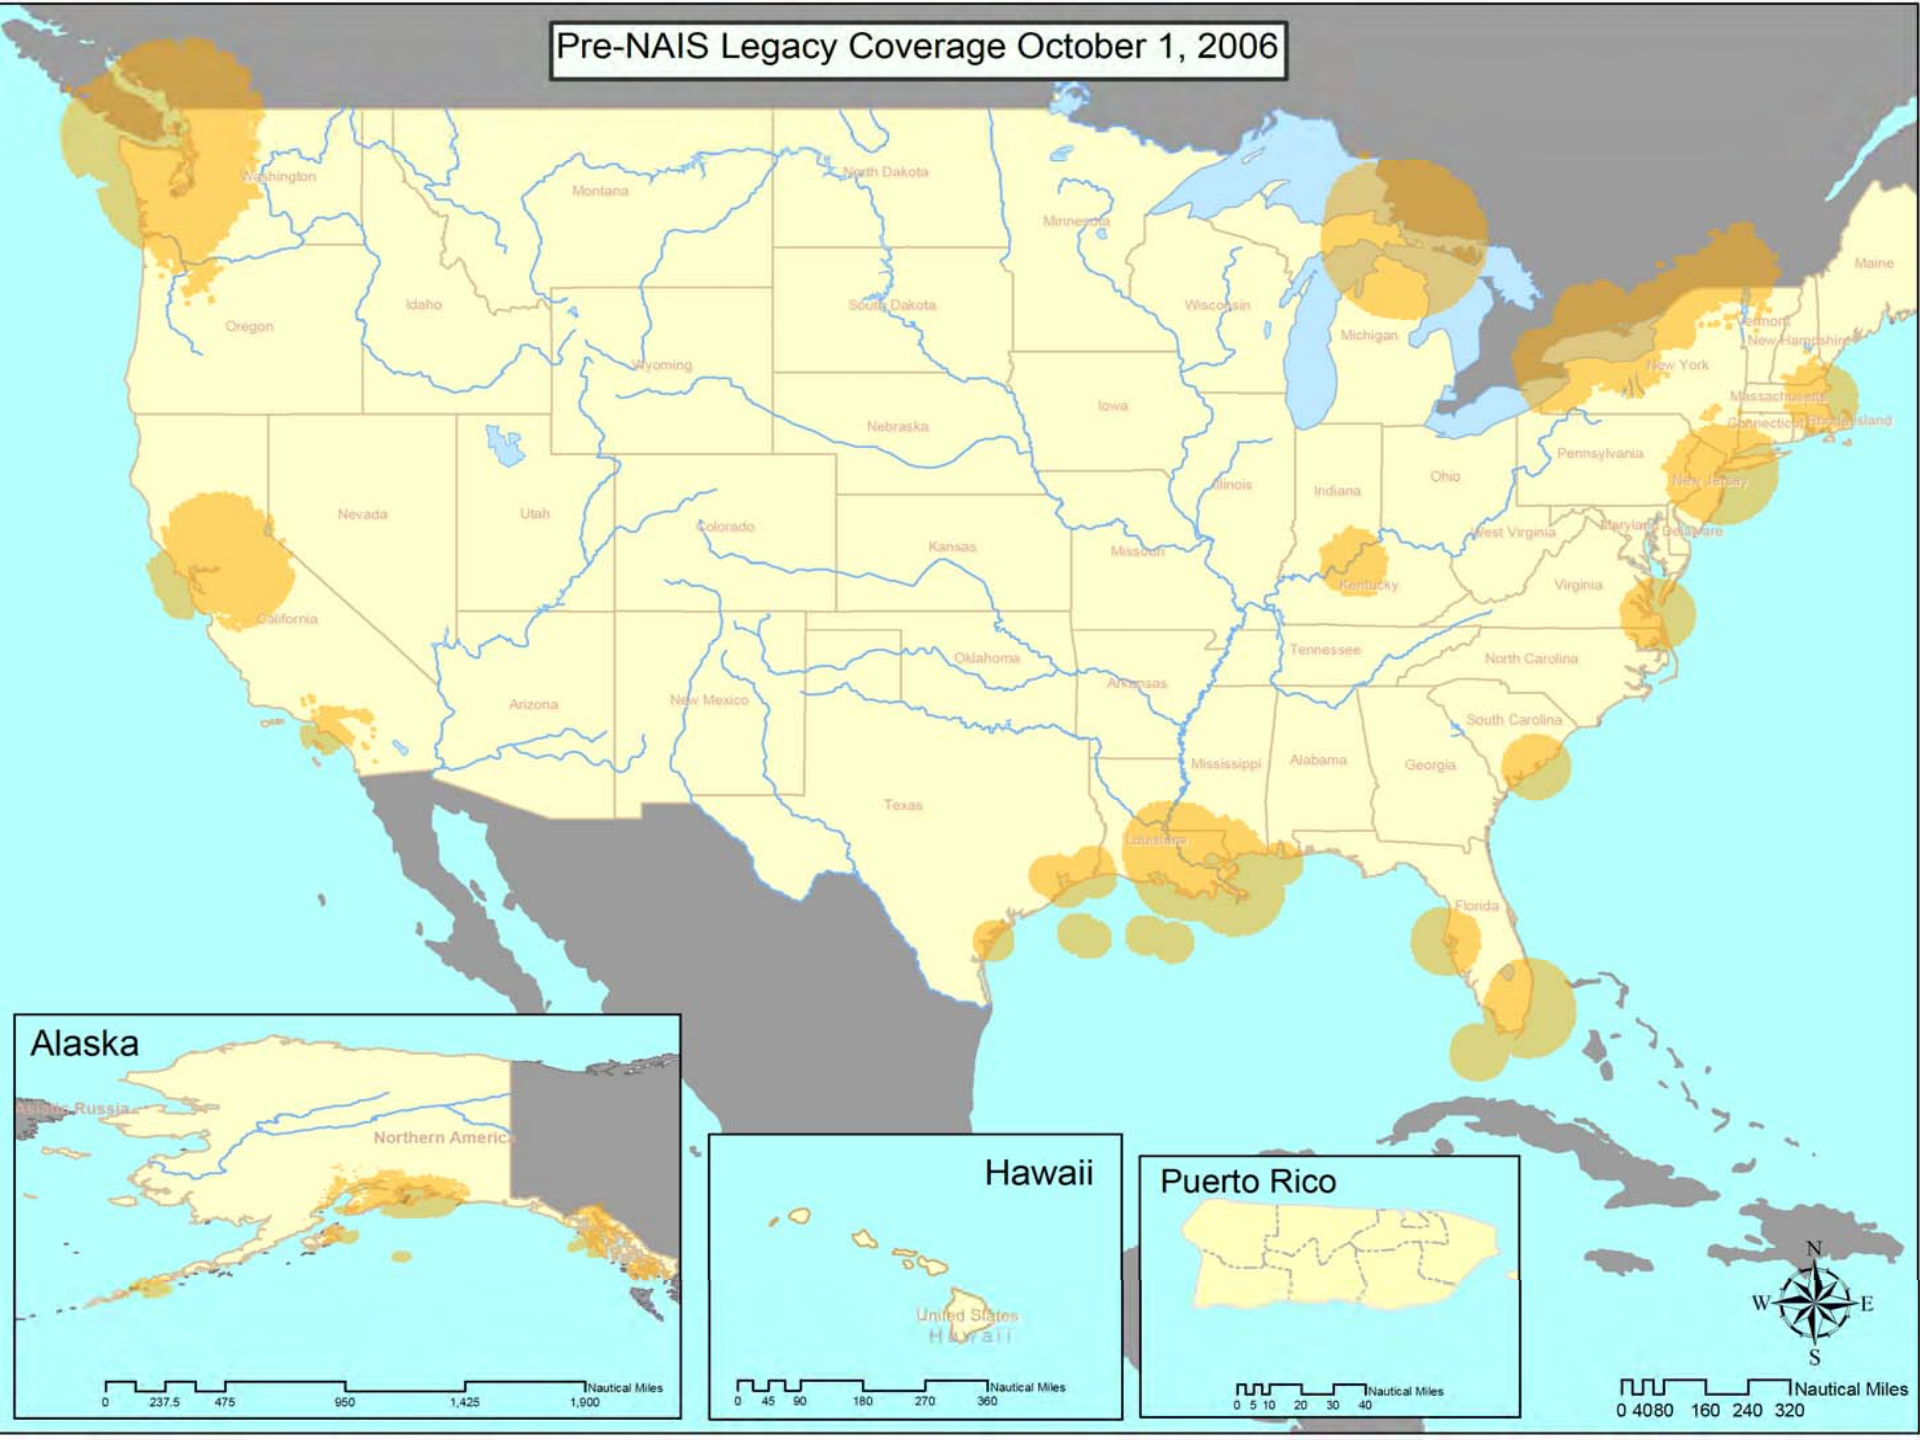 Pre-NAIS Legacy Coverage October 1, 2006
Washington
Montana
North Dakota
Minnesota
Maine
Oregon
Idaho
South Dakota
Wisconsin
Michigan
Vermont
New Hampshire
Wyoming
New York
Massachusetts
Iowa
Nebraska
Connecticut
Rhode Island
Pennsylvania
Nevada
Utah
Colorado
Illinois
Indiana
Ohio
New Jersey
Kansas
Missouri
West Virginia
Maryland
Delaware
Kentucky
Virginia
California
Oklahoma
Tennessee
North Carolina
Arizona
New Mexico
Arkansas
South Carolina
Mississippi
Alabama
Georgia
Texas
Louisiana
Florida
Alaska
Asiatic Russia
Northern America
Nautical Miles
0 237.5 475 950 1,425 1,900
Hawaii
United States
Hawaii
Nautical Miles
0 45 90 180 270 360
Puerto Rico
Nautical Miles
0 5 10 20 30 40
N
W E
S
Nautical Miles
0 40 80 160 240 320